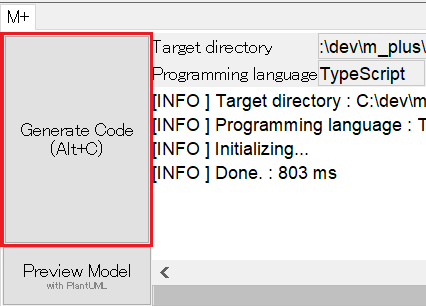 M+
Generate Code
(Alt+C)
Preview Model
with PlantUML
Target directory :\dev\m_plus\
Programming language TypeScript
[INFO ] Target directory : C:\dev\m
[INFO ] Programming language : T
[INFO ] Initializing...
[INFO ] Done. : 803 ms